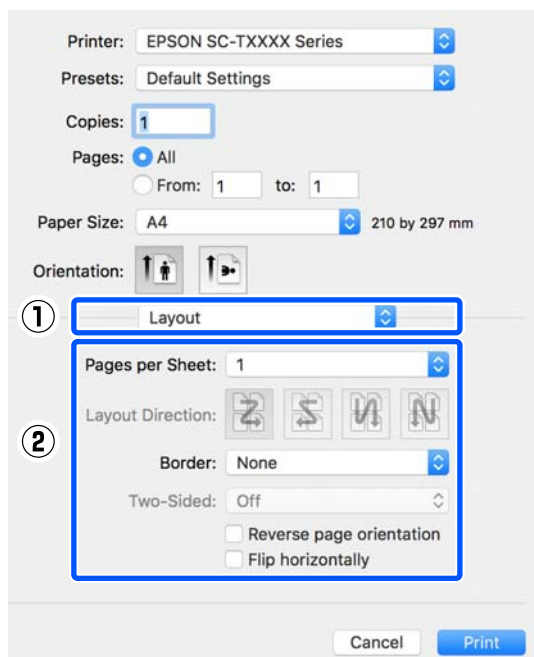 Printer: EPSON SC-TXXXX Series
Presets: Default Settings
Copies: 1
Pages: All
From: 1 to: 1
Paper Size: A4 210 by 297 mm
Orientation:
① Layout
②
Pages per Sheet: 1
Layout Direction:
Border: None
Two-Sided: Off
Reverse page orientation
Flip horizontally
Cancel Print